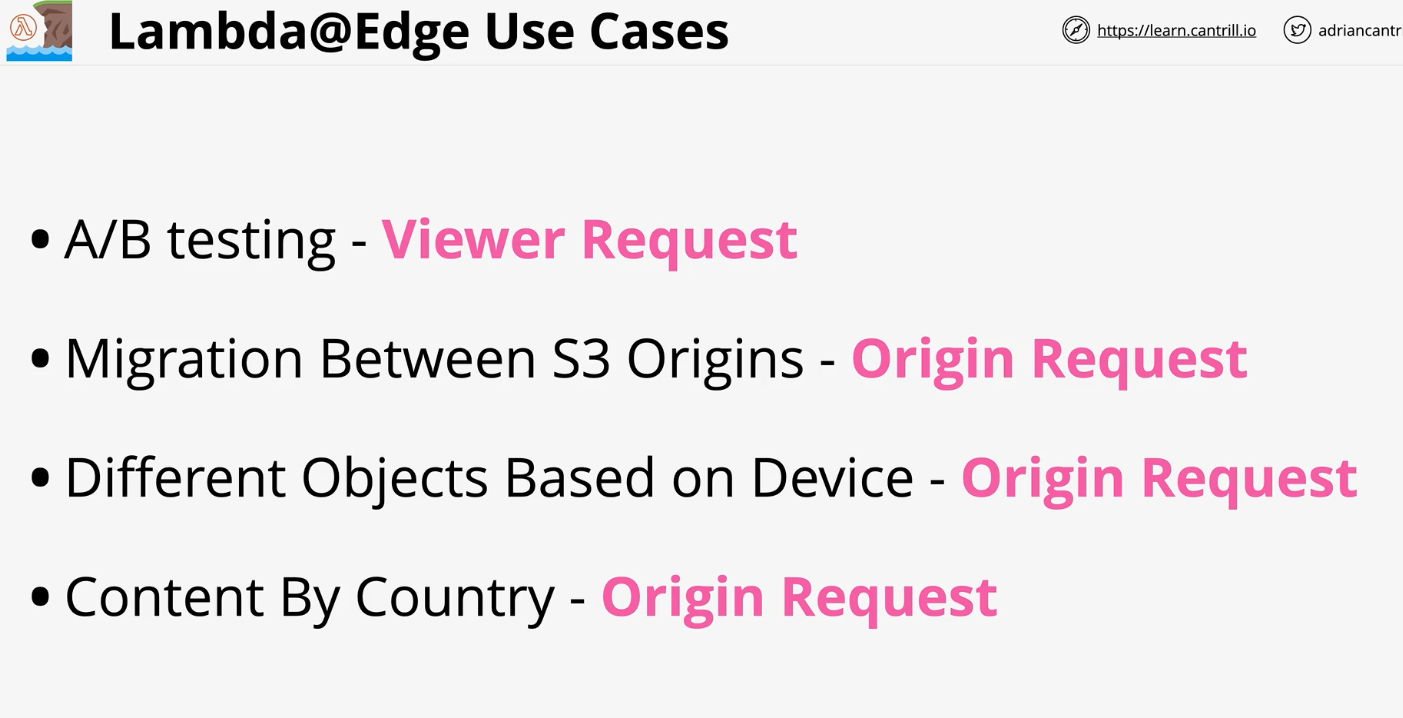 Lambda@Edge Use Cases
https://learn.cantrill.io adriancantr
• A/B testing - Viewer Request
• Migration Between S3 Origins - Origin Request
• Different Objects Based on Device - Origin Request
• Content By Country - Origin Request